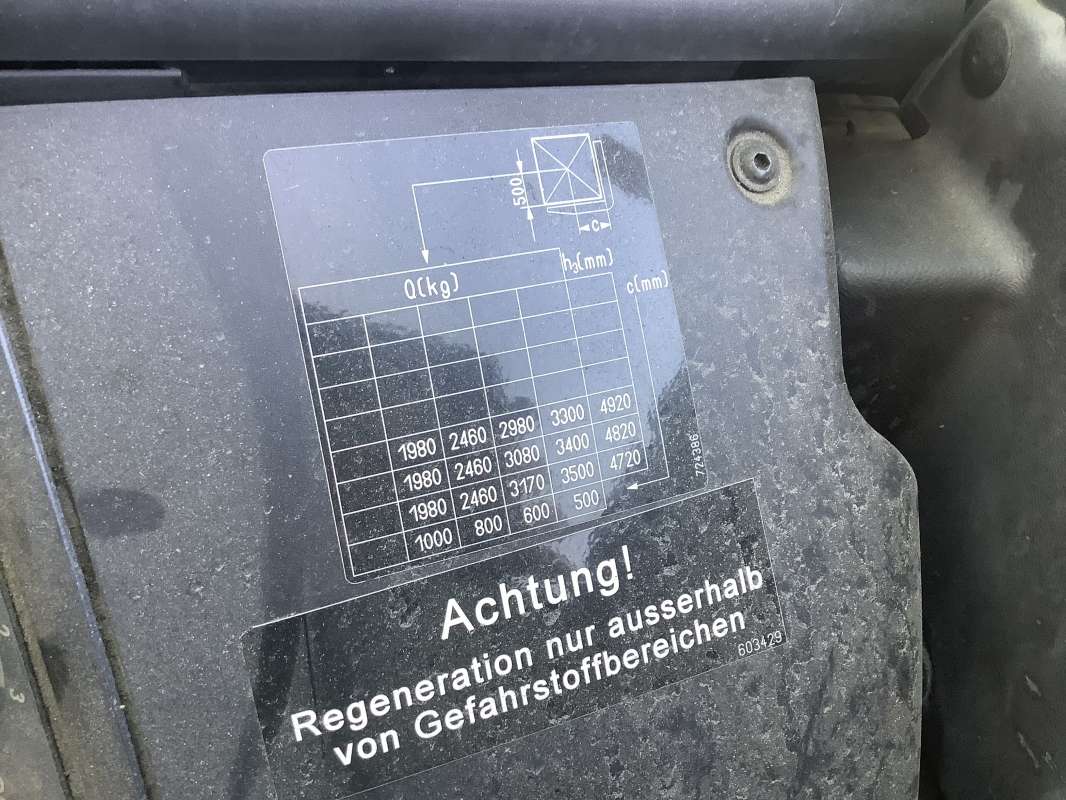 500
c
h3(mm)
Q(kg)
c(mm)
1980 2460 2980 3300 4920
1980 2460 3080 3400 4820
1980 2460 3170 3500 4720
1000 800 600 500
724386
Achtung!
Regeneration nur ausserhalb
von Gefahrstoffbereichen
603429
3